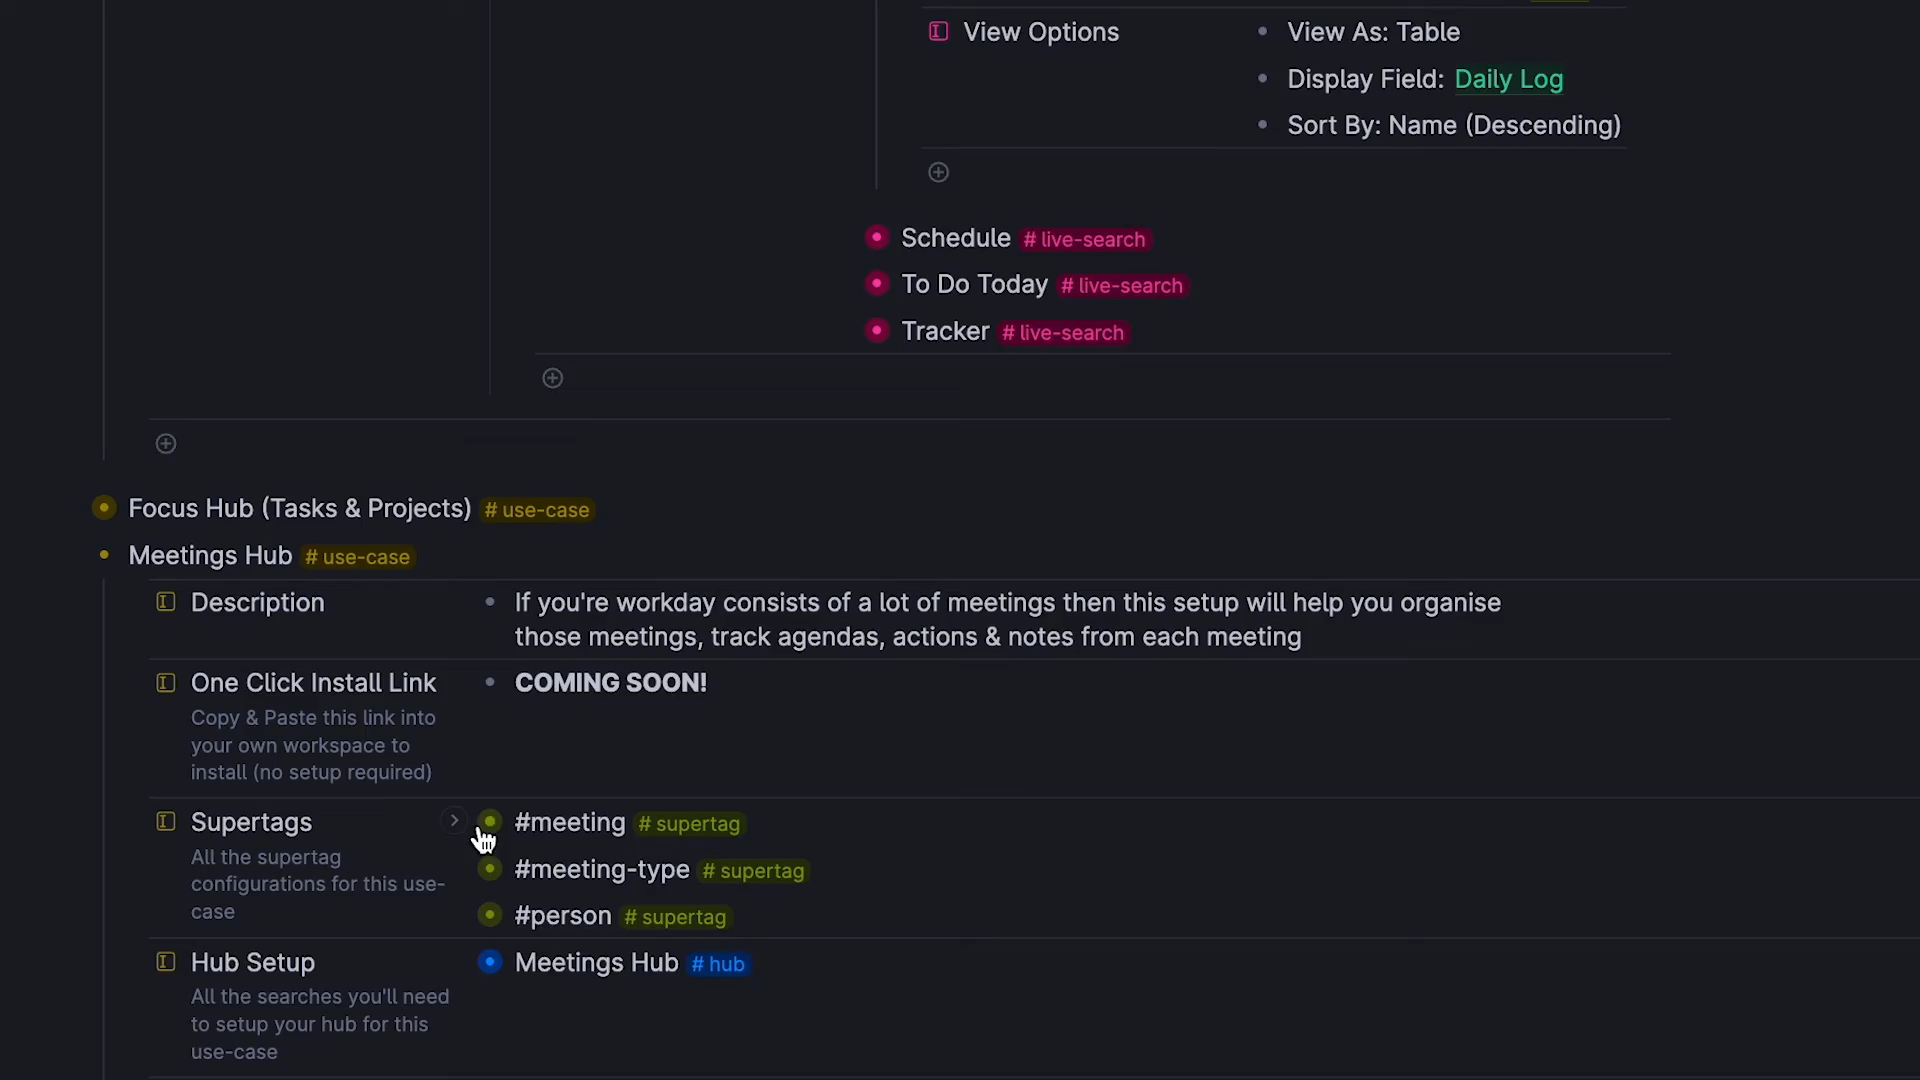 View Options
View As: Table
Display Field: Daily Log
Sort By: Name (Descending)
Schedule # live-search
To Do Today # live-search
Tracker # live-search
Focus Hub (Tasks & Projects) # use-case
Meetings Hub # use-case
Description
If you're workday consists of a lot of meetings then this setup will help you organise
those meetings, track agendas, actions & notes from each meeting
One Click Install Link
COMING SOON!
Copy & Paste this link into
your own workspace to
install (no setup required)
Supertags
#meeting # supertag
All the supertag
configurations for this use-
case
#meeting-type # supertag
#person # supertag
Hub Setup
Meetings Hub # hub
All the searches you'll need
to setup your hub for this
use-case